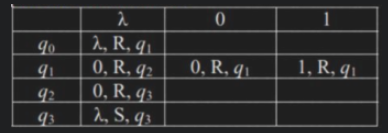 λ 0 1
q₀ λ, R, q₁
q₁ 0, R, q₂ 0, R, q₁ 1, R, q₁
q₂ 0, R, q₃
q₃ λ, S, q₃